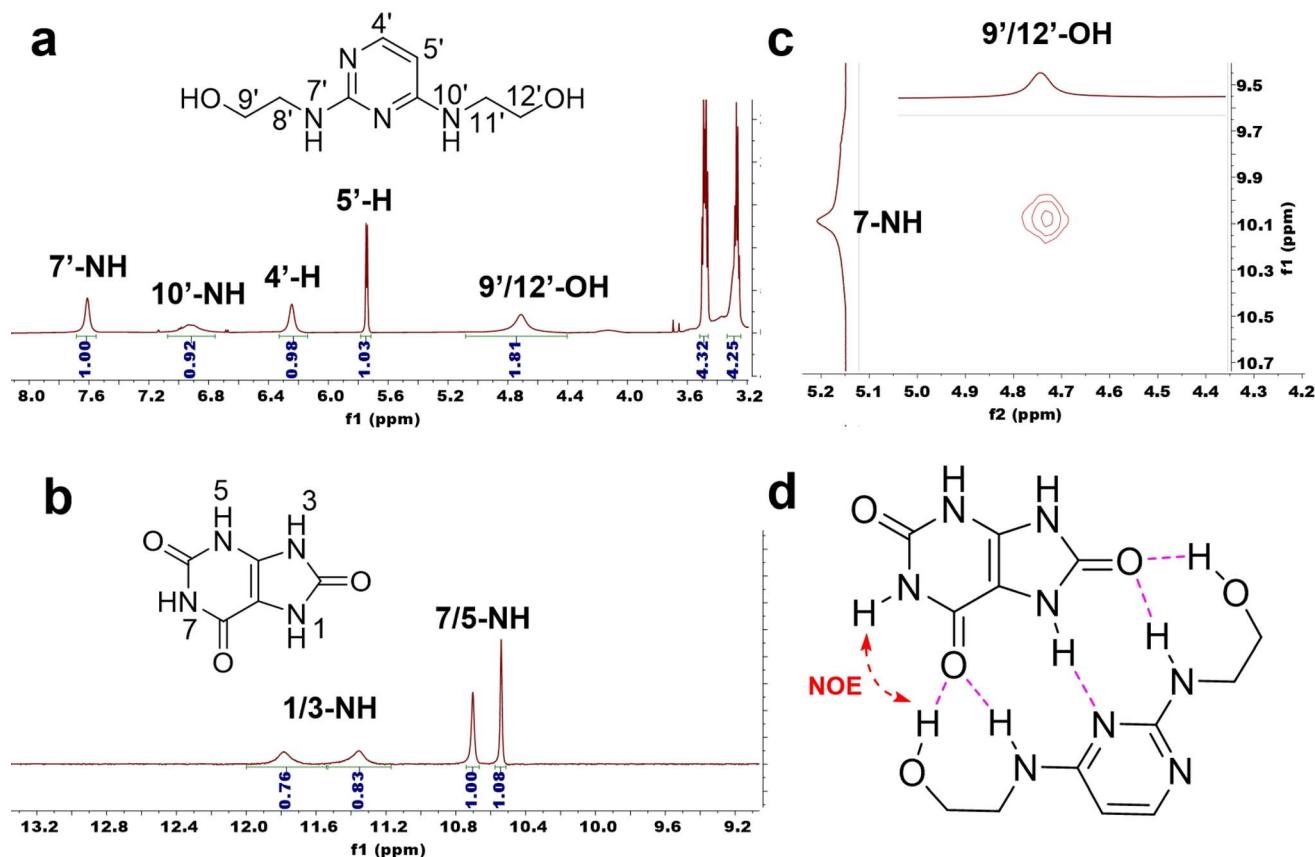 a
4'
5'
N
7'
10'
12'
HO
9'
OH
8'
N
H
N
N
H
11'
5'-H
7'-NH
10'-NH
4'-H
9'/12'-OH
1.00
0.92
0.98
1.03
1.81
4.32
4.25
8.0 7.6 7.2 6.8 6.4 6.0 5.6 5.2 4.8 4.4 4.0 3.6 3.2
f1 (ppm)
c
9'/12'-OH
7-NH
9.5
9.7
9.9
10.1
10.3
10.5
10.7
f1 (ppm)
5.2 5.1 5.0 4.9 4.8 4.7 4.6 4.5 4.4 4.3 4.2
f2 (ppm)
b
5
3
H
N
H
N
O
O
HN
7
N
H
1
O
7/5-NH
1/3-NH
0.76
0.83
1.00
1.08
13.2 12.8 12.4 12.0 11.6 11.2 10.8 10.4 10.0 9.6 9.2
f1 (ppm)
d
H
N
H
N
O
O
H
O
N
H
N
H
H
N
O
NOE
H
H
N
O
N
N